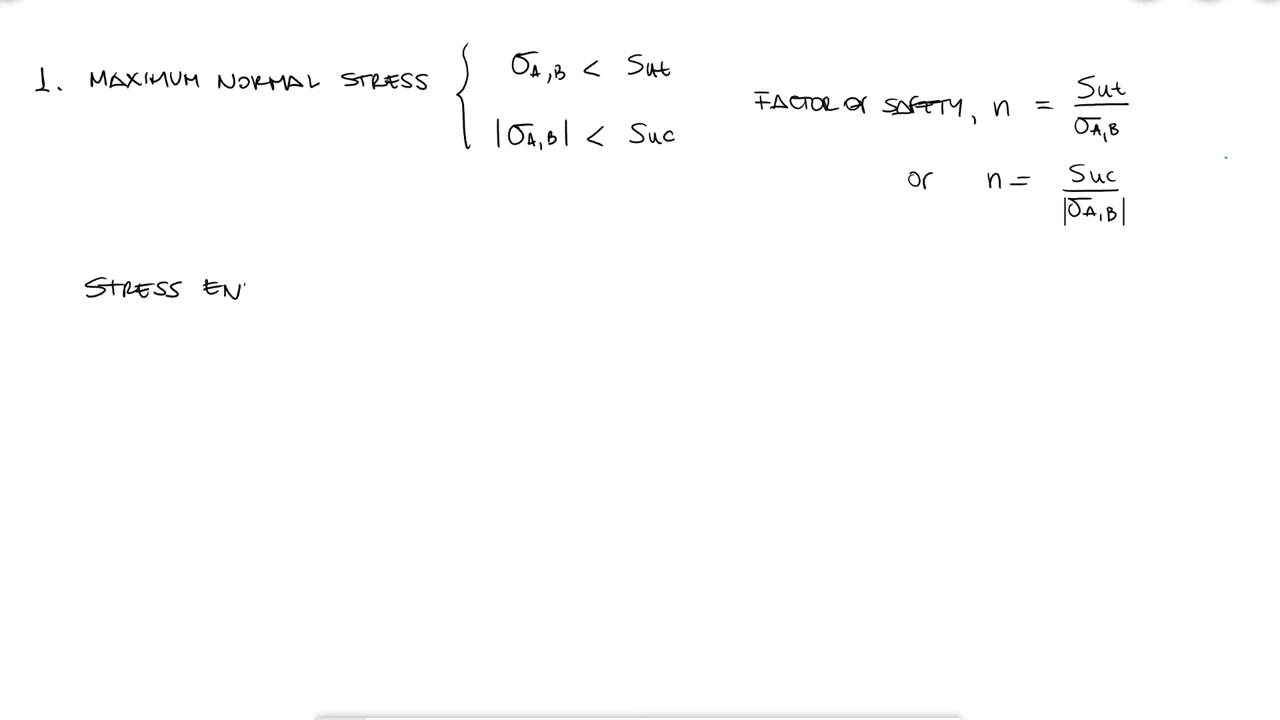 1. MAXIMUM NORMAL STRESS { σA,B < Sut
|σA,B| < Suc
FACTOR OF SAFETY, n = Sut / σA,B
or n = Suc / |σA,B|
STRESS EN